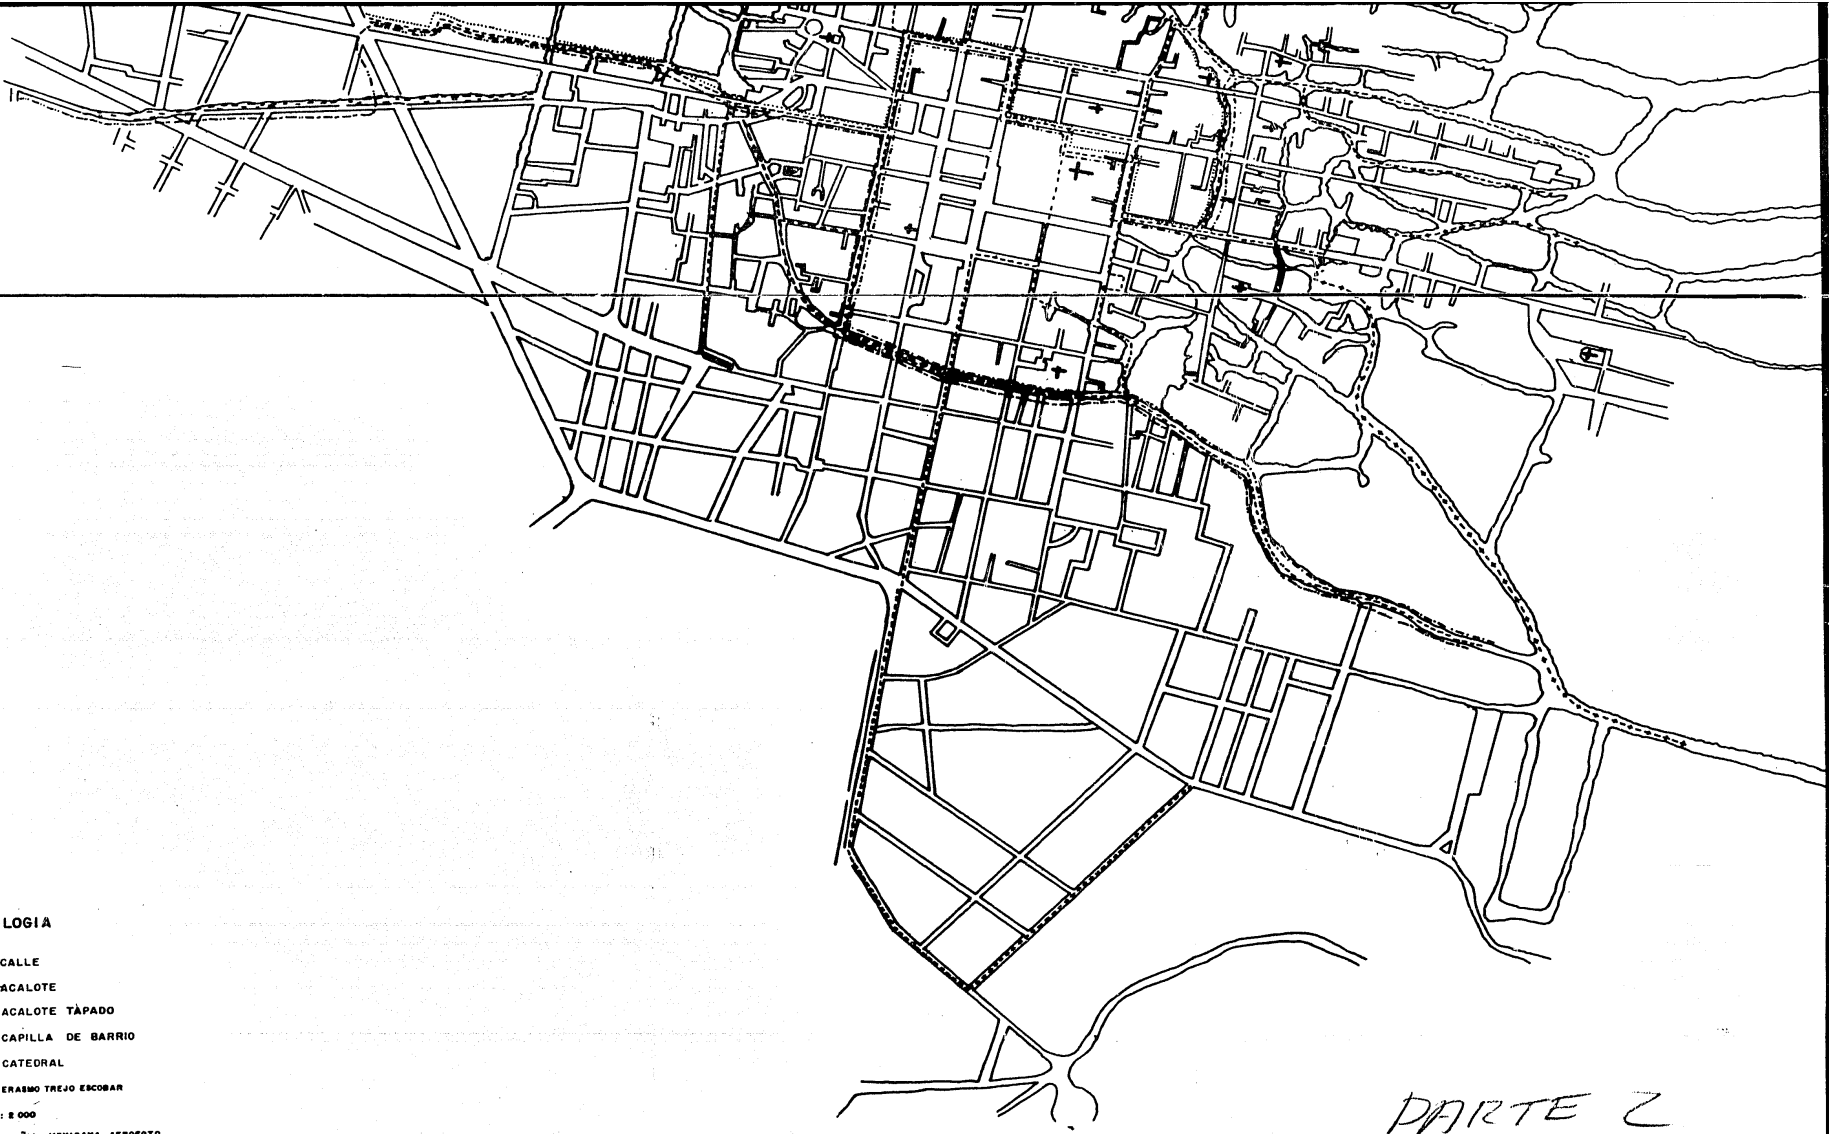 LOGIA
CALLE
ACALOTE
ACALOTE TAPADO
CAPILLA DE BARRIO
CATEDRAL
ERASMO TREJO ESCOBAR
: 2 000
PARTE 2